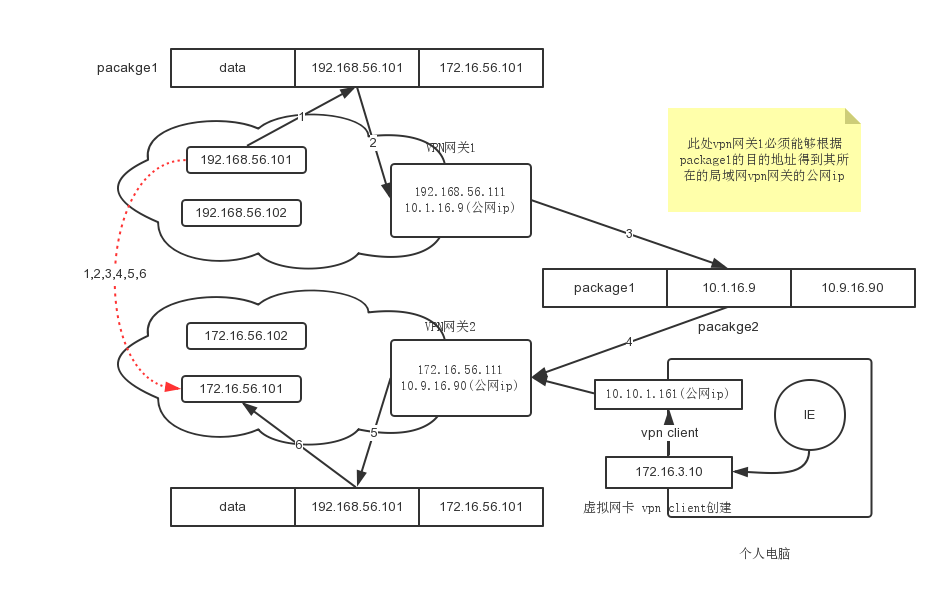 pacakge1
data 192.168.56.101 172.16.56.101
1
2
VPN网关1
192.168.56.101
192.168.56.102
192.168.56.111
10.1.16.9(公网ip)
此处vpn网关1必须能够根据
package1的目的地址得到其所
在的局域网vpn网关的公网ip
3
1,2,3,4,5,6
package1 10.1.16.9 10.9.16.90
pacakge2
4
VPN网关2
172.16.56.102
172.16.56.101
172.16.56.111
10.9.16.90(公网ip)
5
6
10.10.1.161(公网ip)
IE
vpn client
172.16.3.10
虚拟网卡 vpn client创建
data 192.168.56.101 172.16.56.101
个人电脑